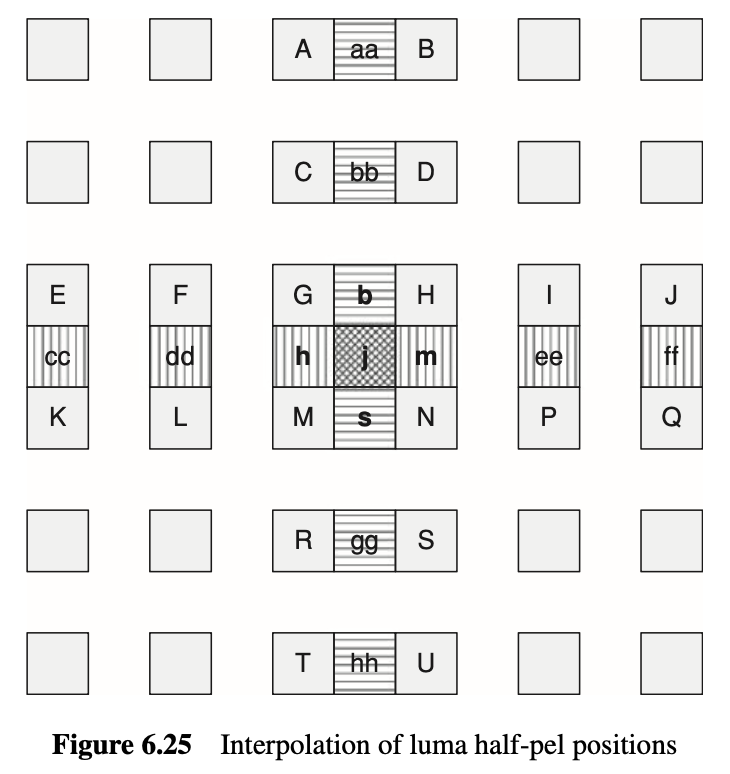 A aa B
C bb D
E F G b H I J
cc dd h j m ee ff
K L M s N P Q
R gg S
T hh U
Figure 6.25 Interpolation of luma half-pel positions